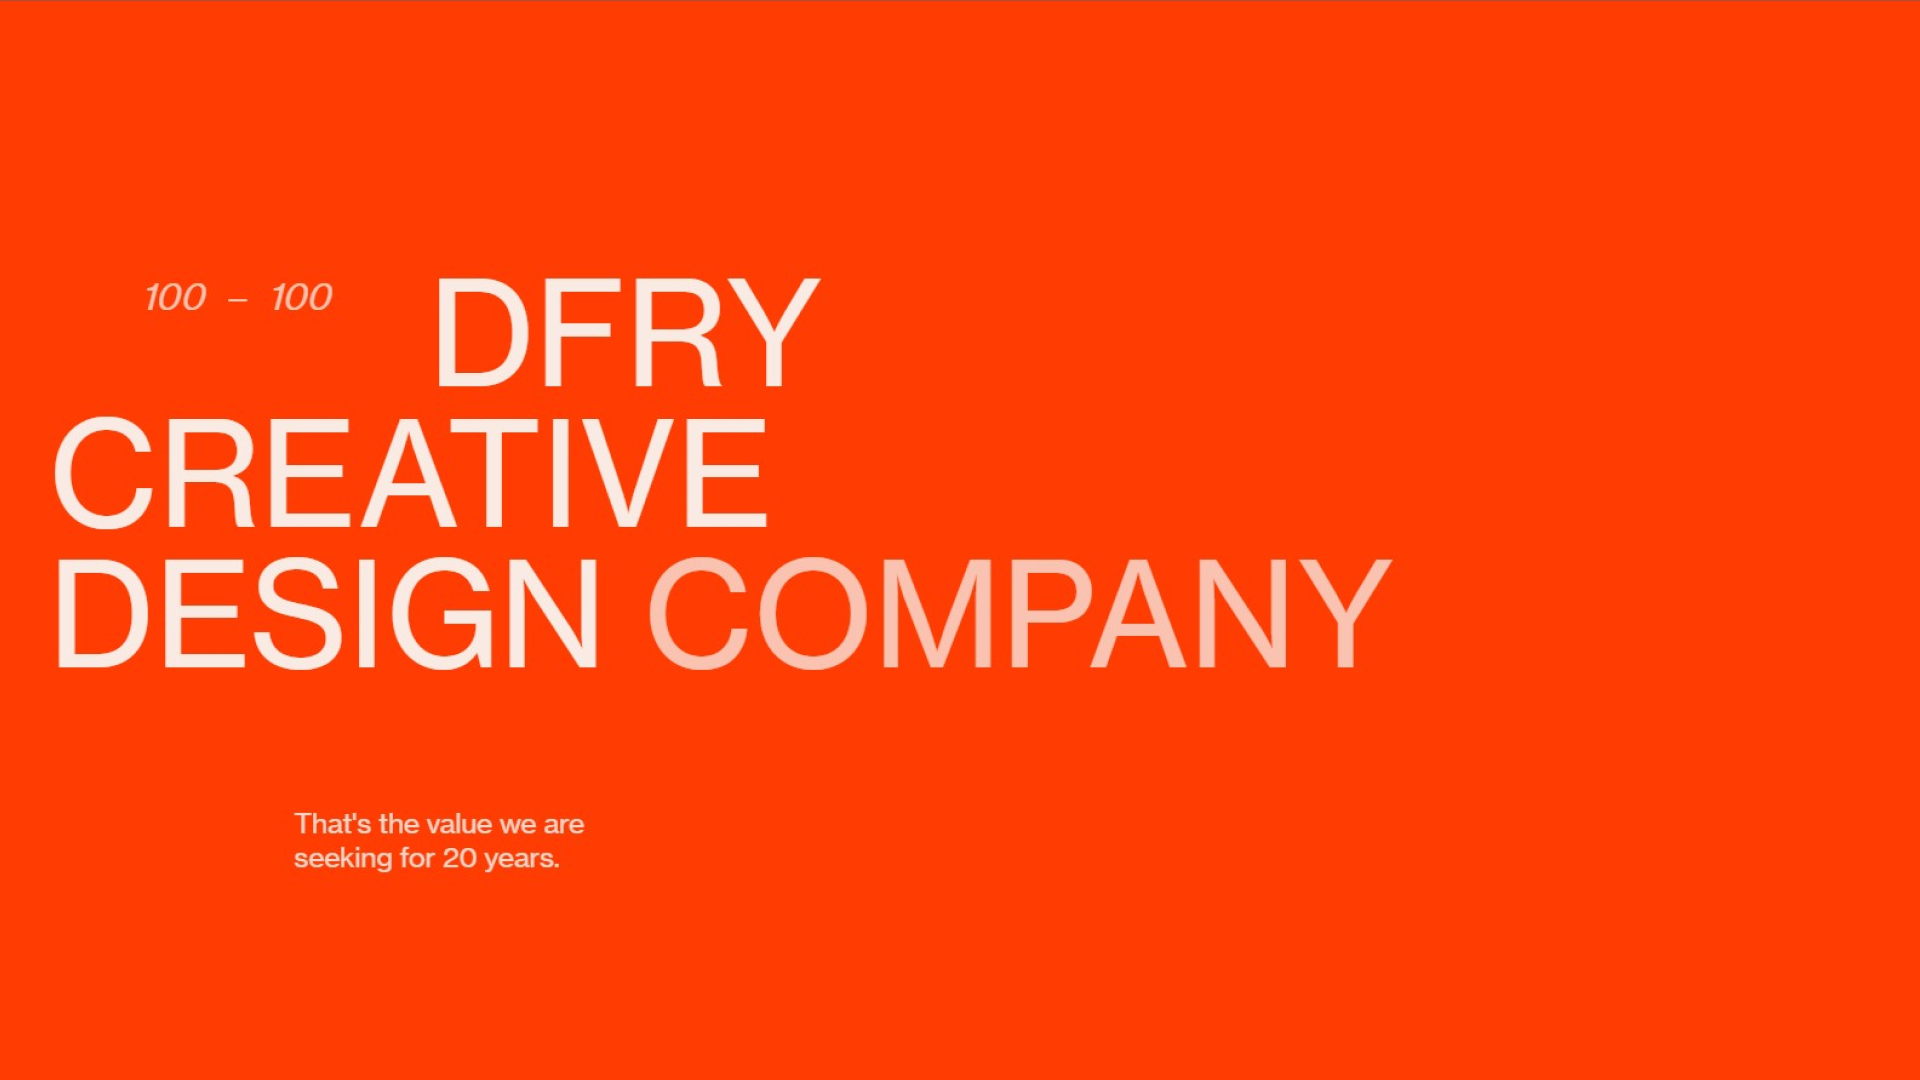 100 – 100 DFRY
CREATIVE
DESIGN COMPANY
That's the value we are
seeking for 20 years.